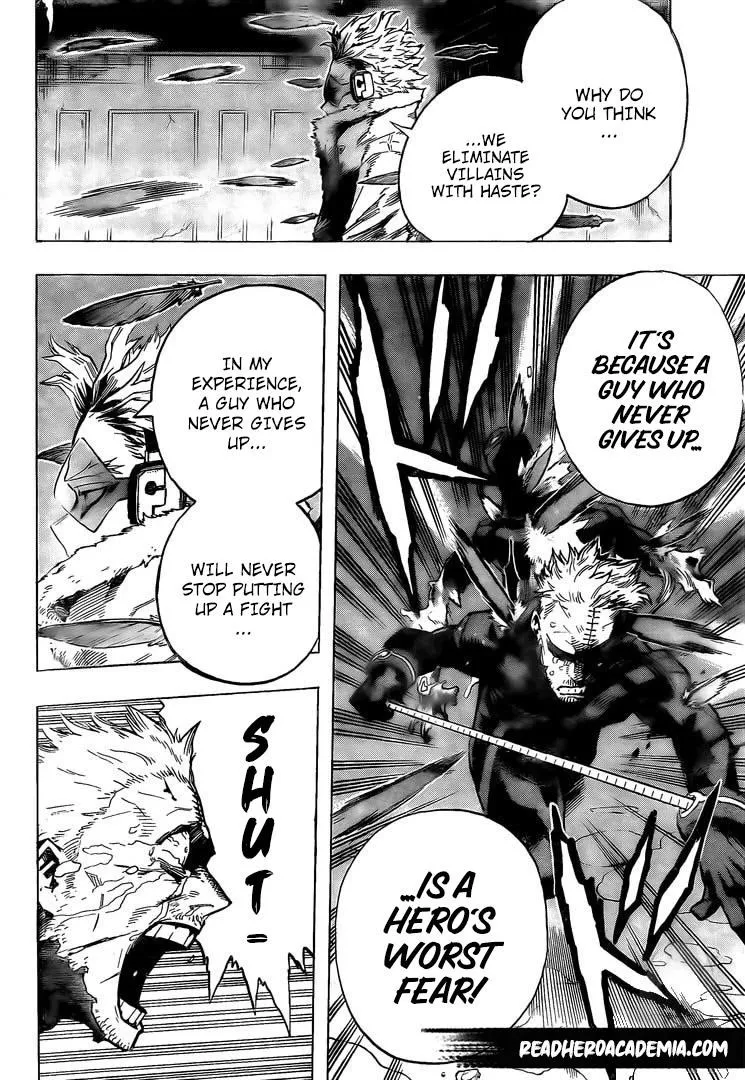 WHY DO
YOU THINK
...
...WE
ELIMINATE
VILLAINS
WITH HASTE?
IT'S
BECAUSE A
GUY WHO
NEVER
GIVES UP...
...IS A
HERO'S
WORST
FEAR!
IN MY
EXPERIENCE,
A GUY WHO
NEVER GIVES
UP...
WILL NEVER
STOP PUTTING
UP A FIGHT
...
SHUT=
READHEROACADEMIA.COM